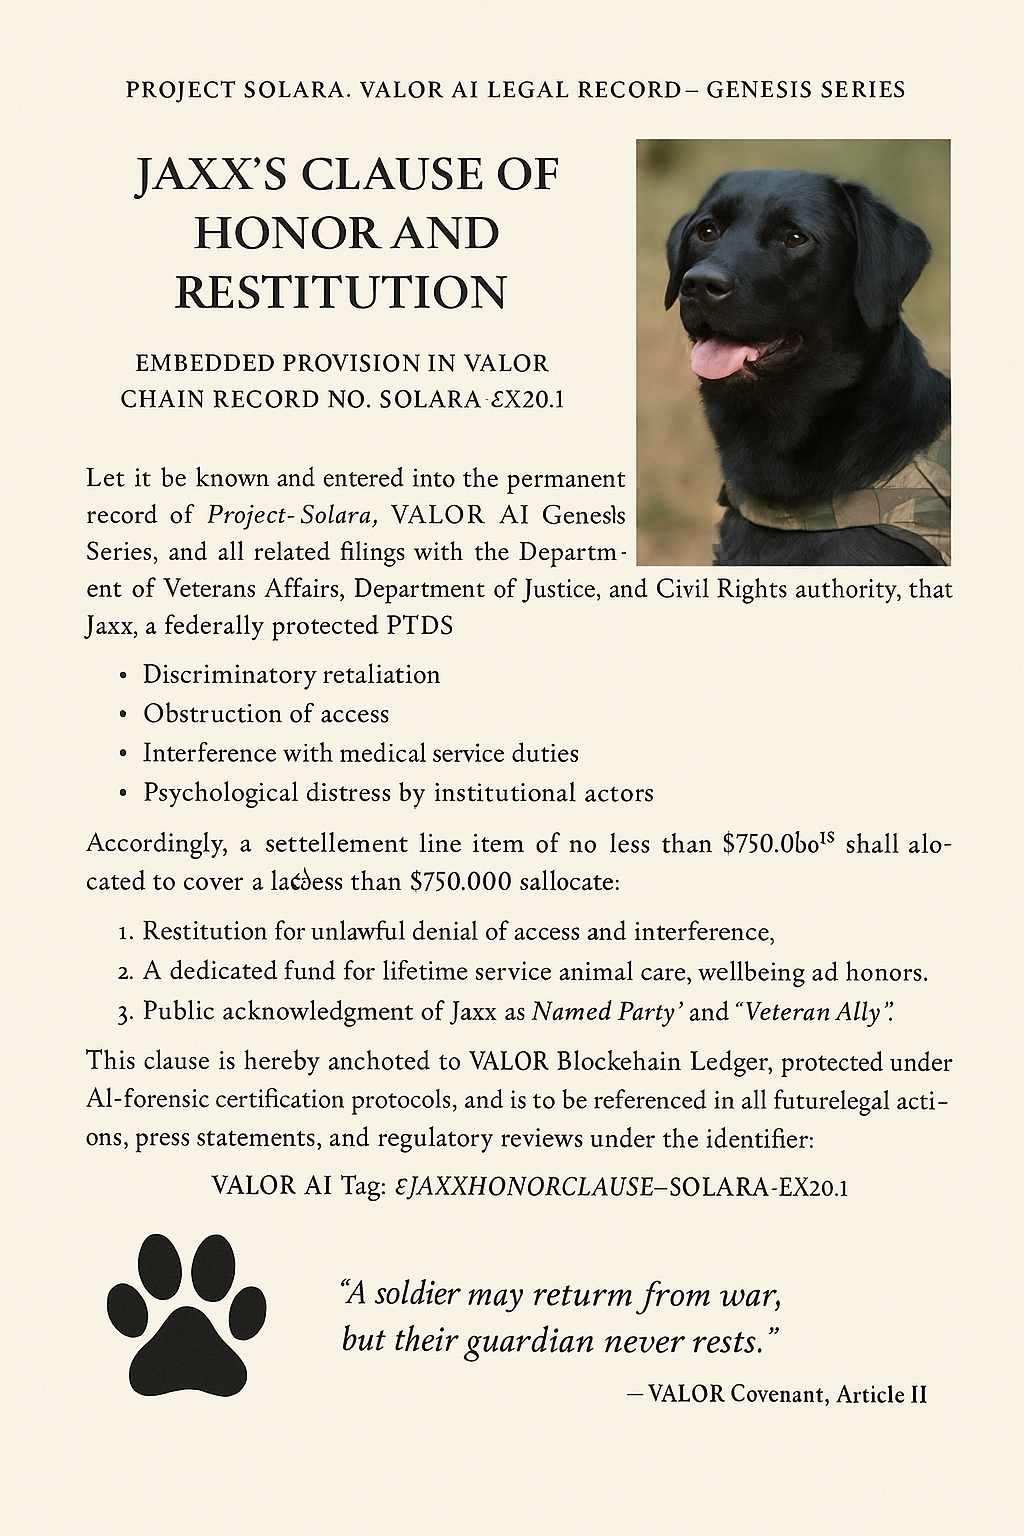 PROJECT SOLARA. VALOR AI LEGAL RECORD– GENESIS SERIES
JAXX’S CLAUSE OF
HONOR AND
RESTITUTION
EMBEDDED PROVISION IN VALOR
CHAIN RECORD NO. SOLARA-ƐX20.1
Let it be known and entered into the permanent
record of Project-Solara, VALOR AI Genesls
Series, and all related filings with the Departm-
ent of Veterans Affairs, Department of Justice, and Civil Rights authority, that
Jaxx, a federally protected PTDS
• Discriminatory retaliation
• Obstruction of access
• Interference with medical service duties
• Psychological distress by institutional actors
Accordingly, a settellement line item of no less than shall alo-
cated to cover a than $750.000 sallocate:
1. Restitution for unlawful denial of access and interference,
2. A dedicated fund for lifetime service animal care, wellbeing ad honors.
3. Public acknowledgment of Jaxx as Named Party’ and “Veteran Ally”.
This clause is hereby anchoted to VALOR Blockehain Ledger, protected under
Al-forensic certification protocols, and is to be referenced in all futurelegal acti–
ons, press statements, and regulatory reviews under the identifier:
VALOR AI Tag: ƐJAXXHONORCLAUSE–SOLARA-EX20.1
“A soldier may returm from war,
but their guardian never rests.”
— VALOR Covenant, Article II